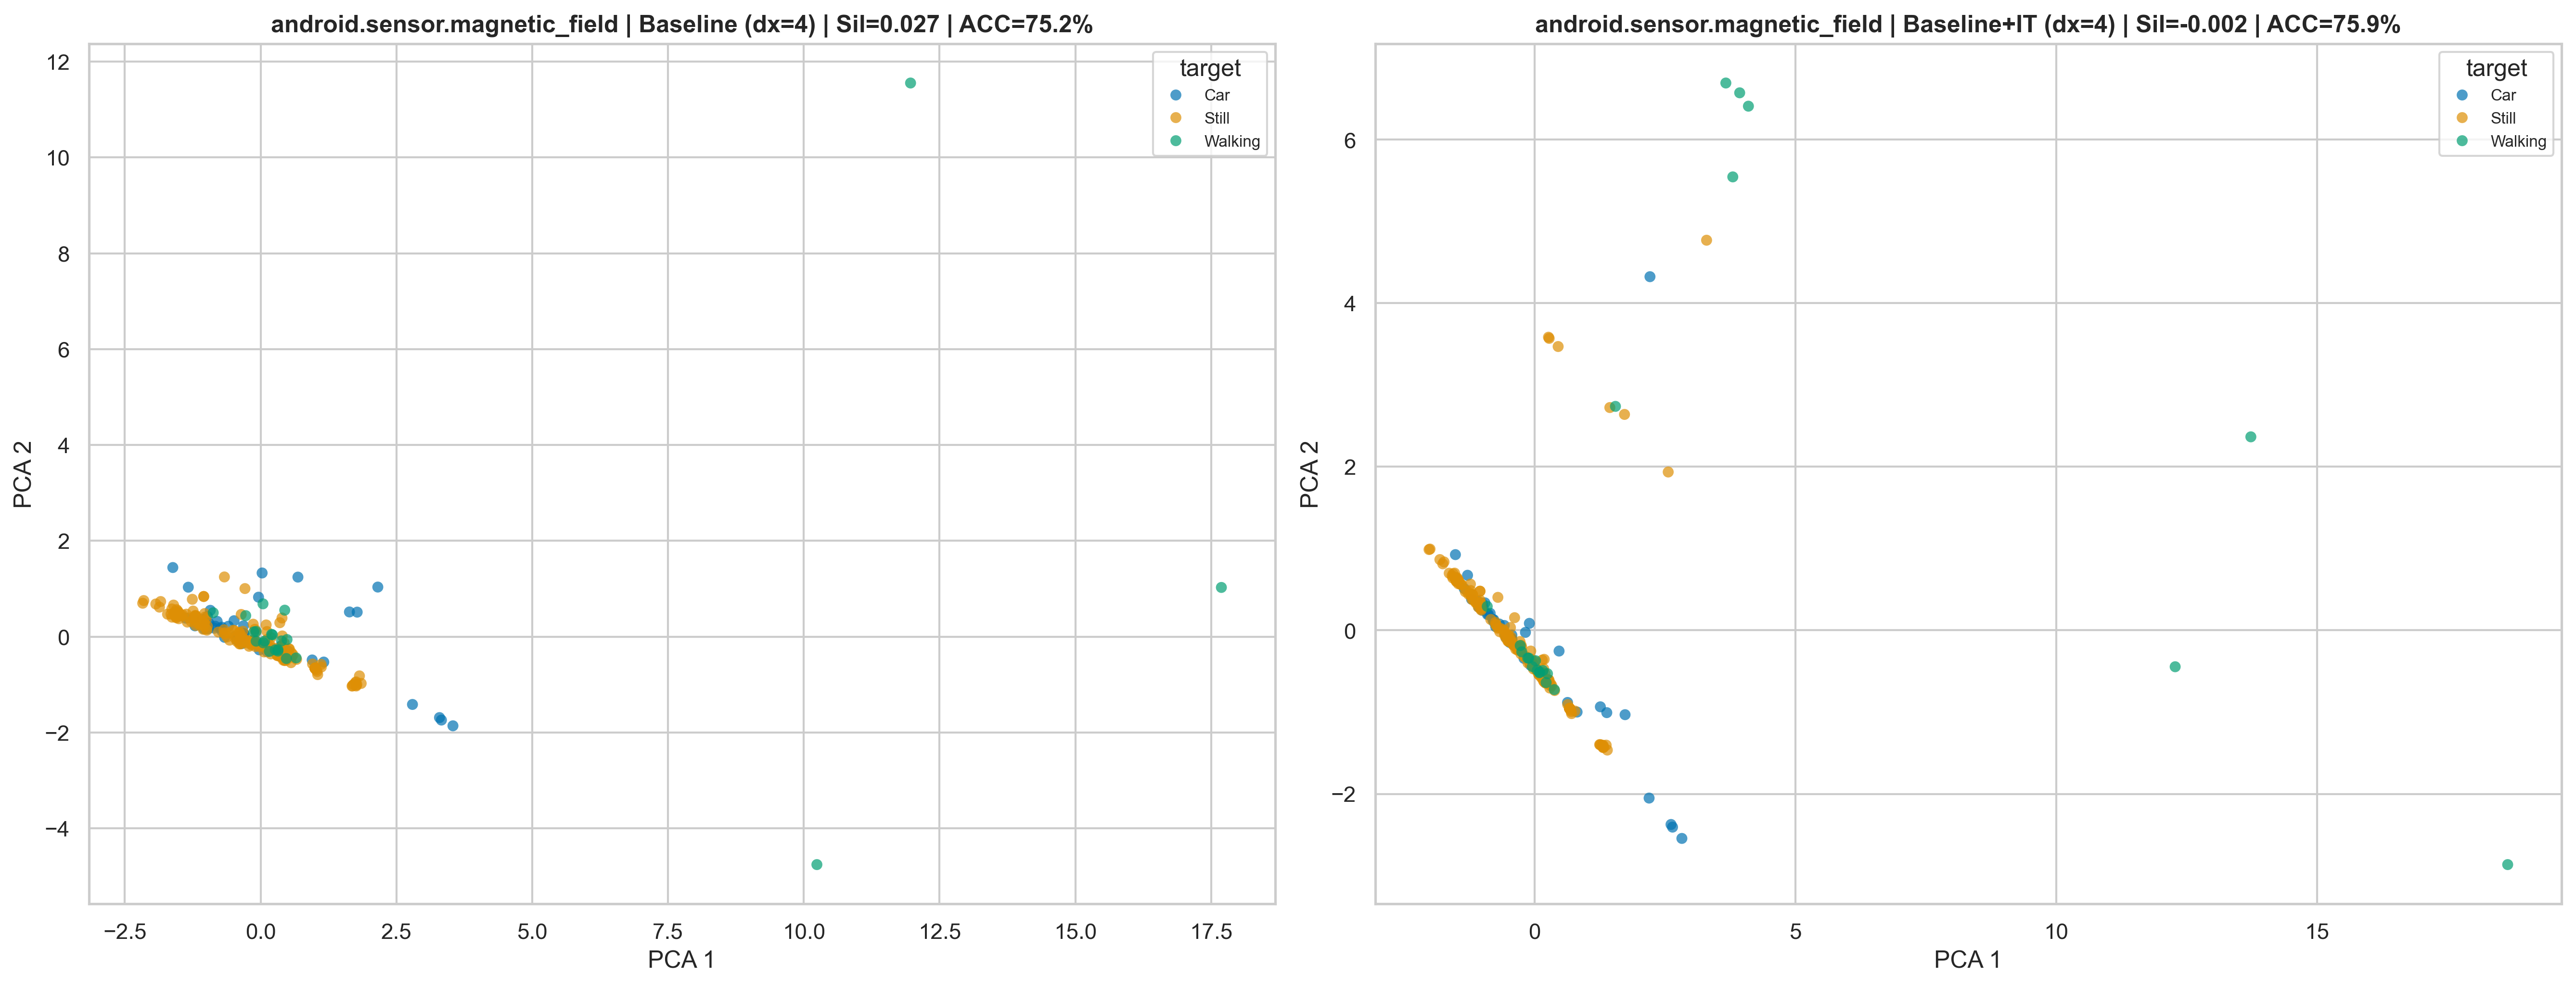 android.sensor.magnetic_field | Baseline (dx=4) | Sil=0.027 | ACC=75.2%
target
Car
Still
Walking
12
10
8
6
4
2
0
−2
−4
PCA 2
−2.5 0.0 2.5 5.0 7.5 10.0 12.5 15.0 17.5
PCA 1
android.sensor.magnetic_field | Baseline+IT (dx=4) | Sil=-0.002 | ACC=75.9%
target
Car
Still
Walking
6
4
2
0
−2
PCA 2
0 5 10 15
PCA 1